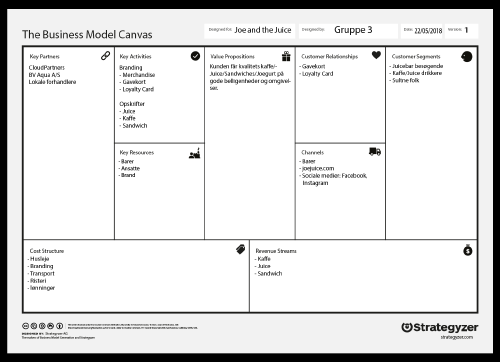 The Business Model Canvas
Designed for: Joe and the Juice
Designed by: Gruppe 3
Date: 22/05/2018
Version: 1
Key Partners
CloudPartners
BV Aqua A/S
Lokale forhandlere
Key Activities
Branding
- Merchandise
- Gavekort
- Loyalty Card
Opskrifter
- Juice
- Kaffe
- Sandwich
Key Resources
- Barer
- Ansatte
- Brand
Value Propositions
Kunden får kvalitetskaffe/-
Juice/Sandwiches/Joegurt på
gode beliigenheder og omgivel-
ser.
Customer Relationships
- Gavekort
- Loyalty Card
Channels
- Barer
- joejuice.com
- Sociale medier: Facebook,
Instagram
Customer Segments
- Juicebar besøgende
- Kaffe/Juice drikkere
- Sultne folk
Cost Structure
- Husleje
- Branding
- Transport
- Risteri
- lønninger
Revenue Streams
- Kaffe
- Juice
- Sandwich
DESIGNED BY: Strategyzer AG
The makers of Business Model Generation and Strategyzer
Strategyzer
strategyzer.com